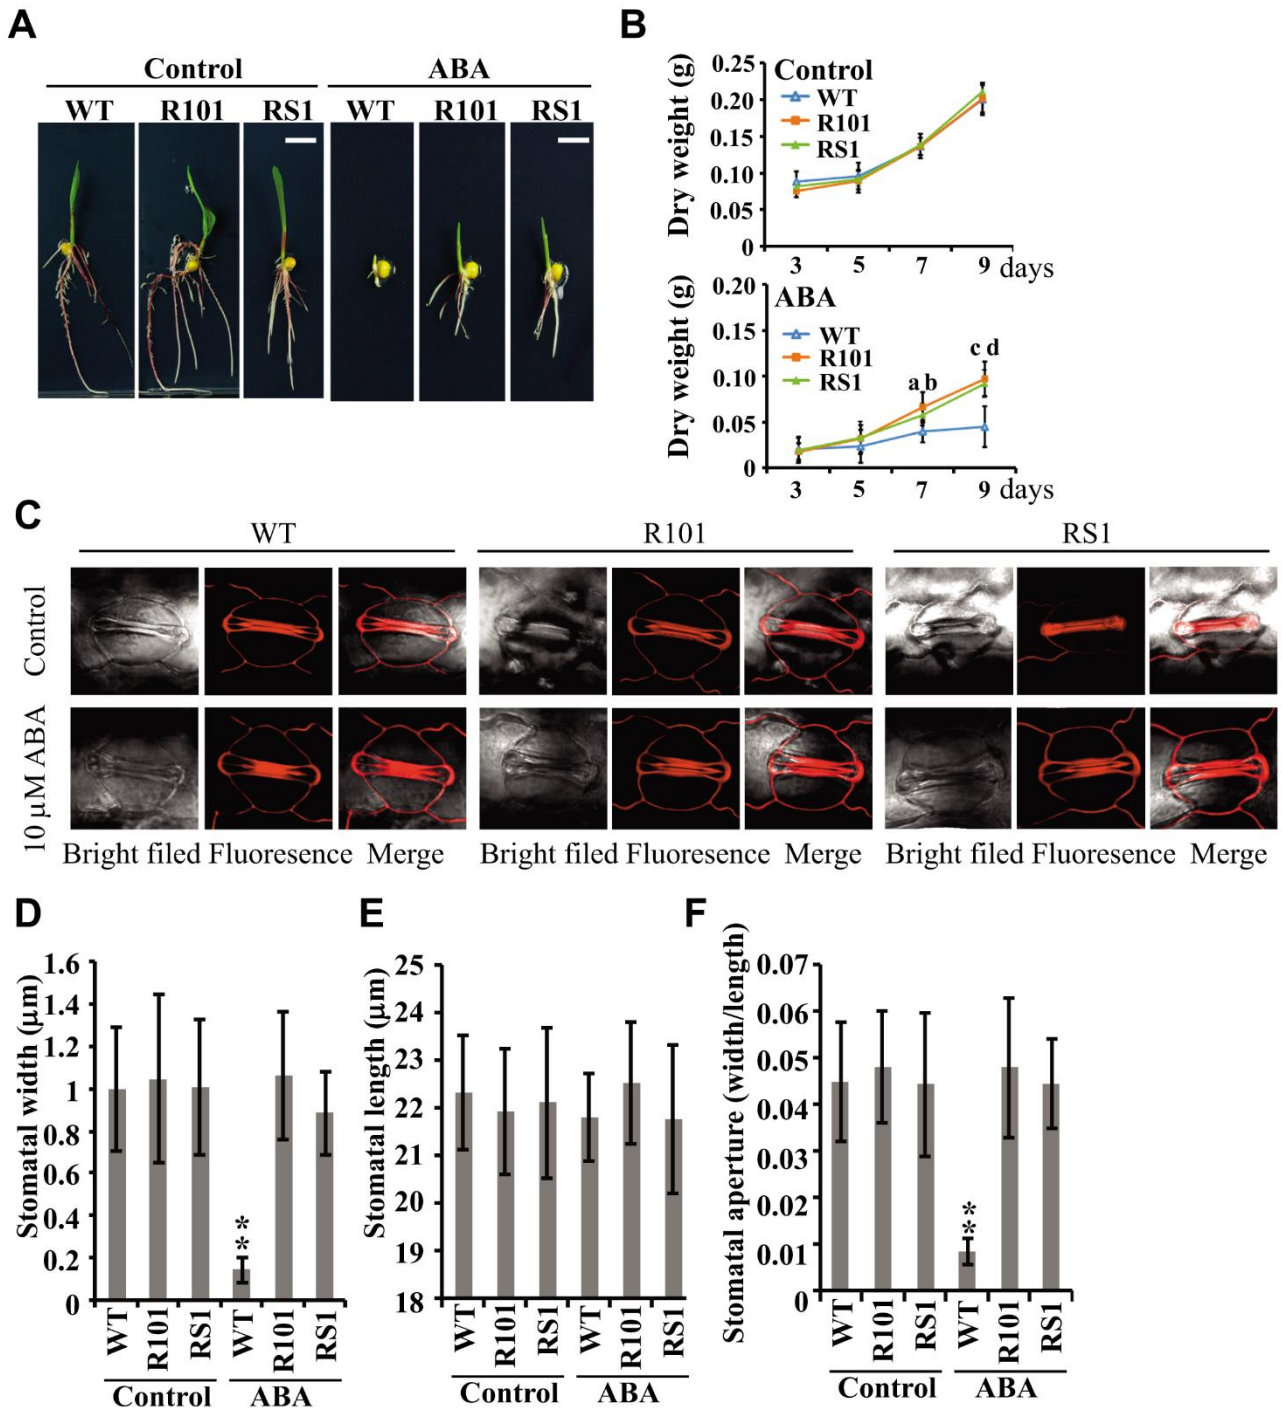 A
Control ABA
WT R101 RS1 WT R101 RS1
B
Dry weight (g)
0.25
0.20
0.15
0.10
0.05
0
Control
WT
R101
RS1
3 5 7 9 days
Dry weight (g)
0.20
0.15
0.10
0.05
0
ABA
WT
R101
RS1
a b
c d
3 5 7 9 days
C
WT R101 RS1
Control
10 μM ABA
Bright filed Fluoresence Merge Bright filed Fluoresence Merge Bright filed Fluoresence Merge
D
Stomatal width (μm)
1.6
1.4
1.2
1
0.8
0.6
0.4
0.2
0
**
WT R101 RS1 WT R101 RS1
Control ABA
E
Stomatal length (μm)
25
24
23
22
21
20
19
18
WT R101 RS1 WT R101 RS1
Control ABA
F
Stomatal aperture (width/length)
0.07
0.06
0.05
0.04
0.03
0.02
0.01
0
**
WT R101 RS1 WT R101 RS1
Control ABA